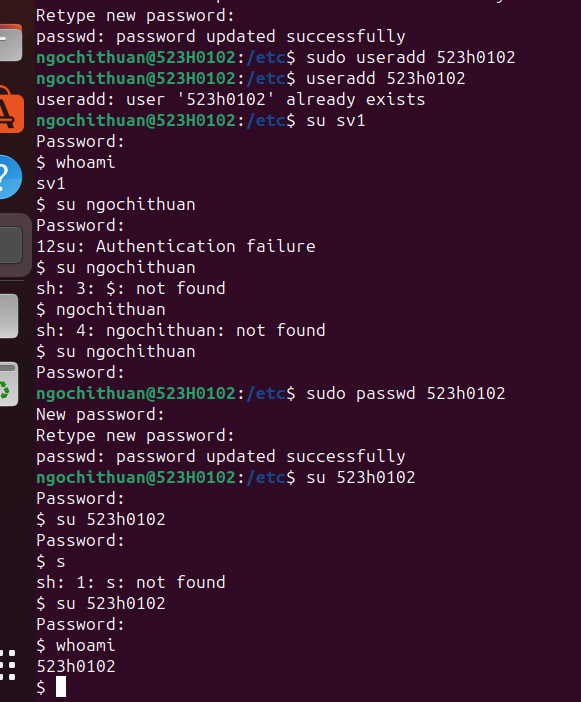 Retype new password:
passwd: password updated successfully
ngochithuan@523H0102:/etc$ sudo useradd 523h0102
ngochithuan@523H0102:/etc$ useradd 523h0102
useradd: user '523h0102' already exists
ngochithuan@523H0102:/etc$ su sv1
Password:
$ whoami
sv1
$ su ngochithuan
Password:
12su: Authentication failure
$ su ngochithuan
sh: 3: $: not found
$ ngochithuan
sh: 4: ngochithuan: not found
$ su ngochithuan
Password:
ngochithuan@523H0102:/etc$ sudo passwd 523h0102
New password:
Retype new password:
passwd: password updated successfully
ngochithuan@523H0102:/etc$ su 523h0102
Password:
$ su 523h0102
Password:
$ s
sh: 1: s: not found
$ su 523h0102
Password:
$ whoami
523h0102
$